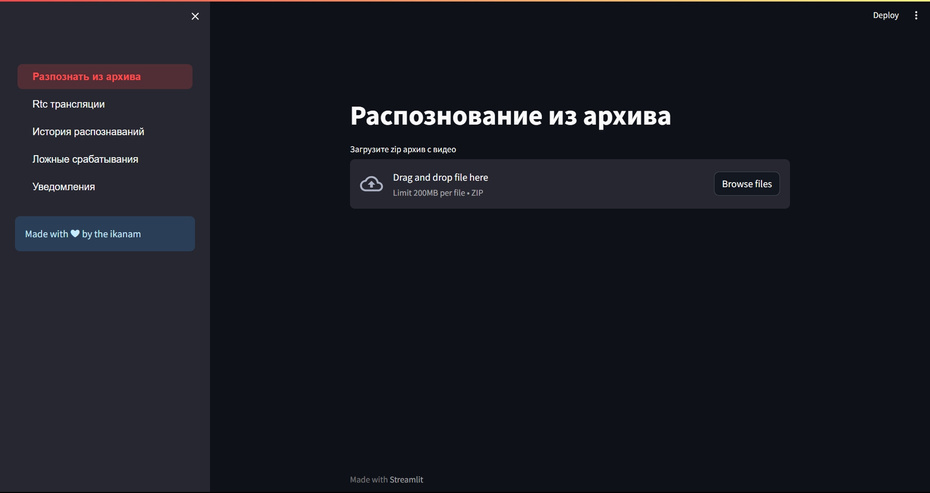 Deploy
Разпознать из архива
Rtc трансляции
История распознаваний
Ложные срабатывания
Уведомления
Made with 🤍 by the ikanam
Распознование из архива
Загрузите zip архив с видео
Drag and drop file here
Limit 200MB per file • ZIP
Browse files
Made with Streamlit